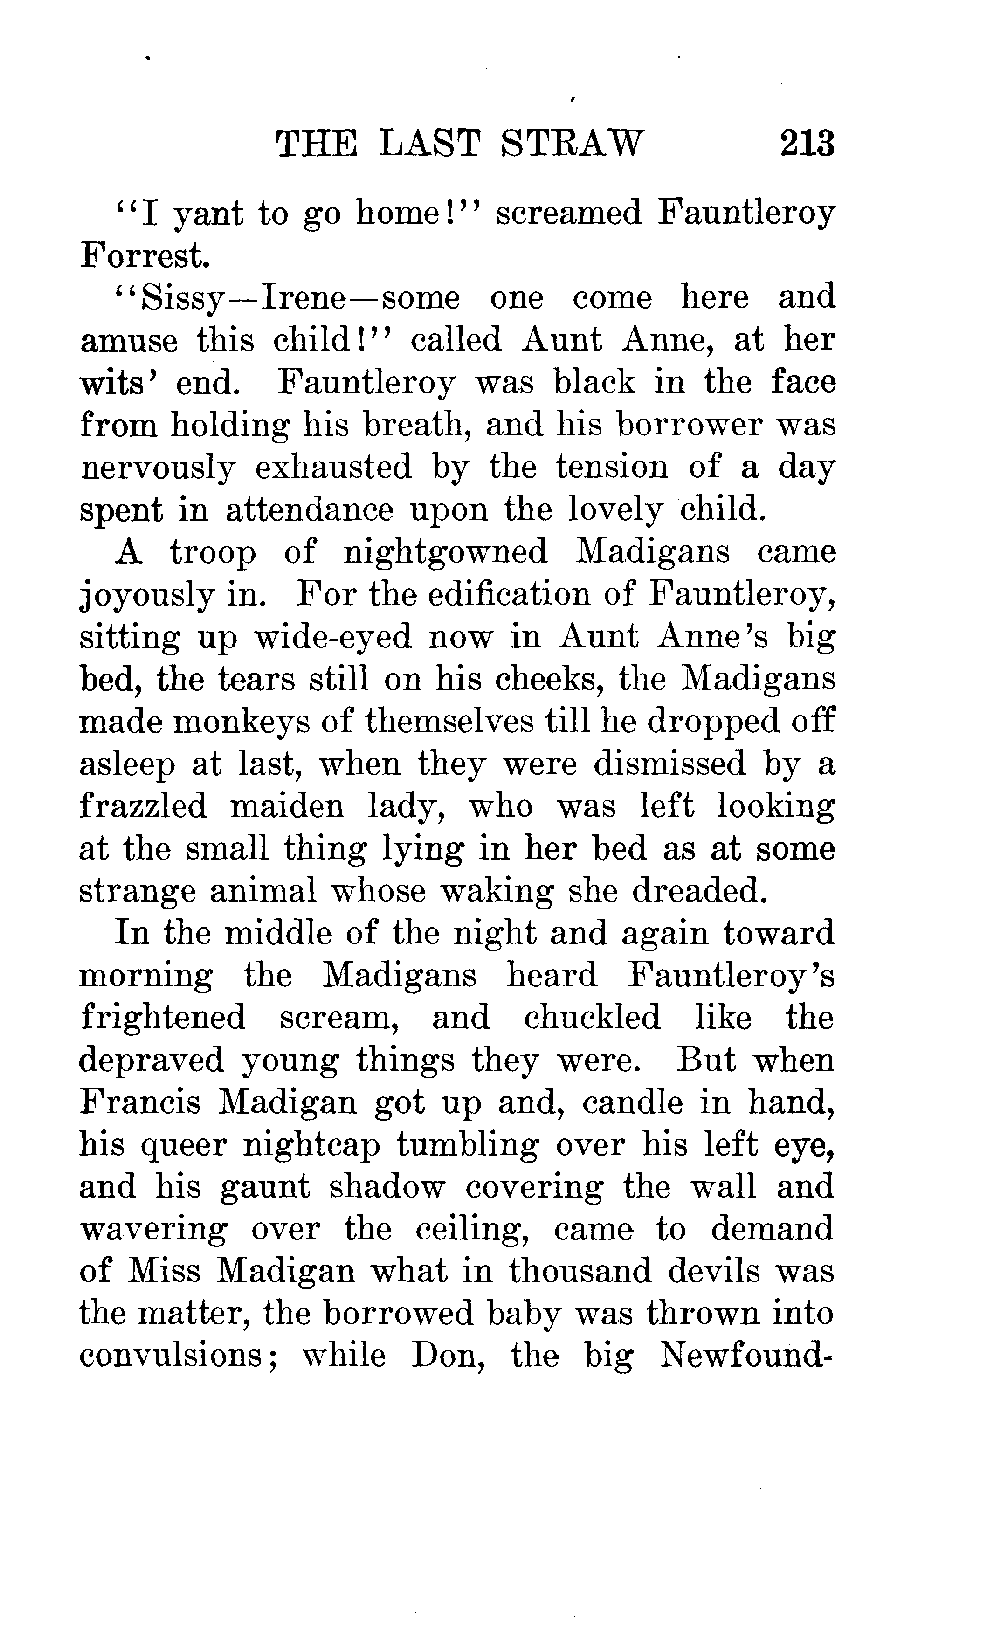 THE LAST STRAW 213
"I yant to go home!" screamed Fauntleroy
Forrest.
"Sissy—Irene—some one come here and
amuse this child!" called Aunt Anne, at her
wits' end. Fauntleroy was black in the face
from holding his breath, and his borrower was
nervously exhausted by the tension of a day
spent in attendance upon the lovely child.
A troop of nightgowned Madigans came
joyously in. For the edification of Fauntleroy,
sitting up wide-eyed now in Aunt Anne's big
bed, the tears still on his cheeks, the Madigans
made monkeys of themselves till he dropped off
asleep at last, when they were dismissed by a
frazzled maiden lady, who was left looking
at the small thing lying in her bed as at some
strange animal whose waking she dreaded.
In the middle of the night and again toward
morning the Madigans heard Fauntleroy's
frightened scream, and chuckled like the
depraved young things they were. But when
Francis Madigan got up and, candle in hand,
his queer nightcap tumbling over his left eye,
and his gaunt shadow covering the wall and
wavering over the ceiling, came to demand
of Miss Madigan what in thousand devils was
the matter, the borrowed baby was thrown into
convulsions; while Don, the big Newfound-